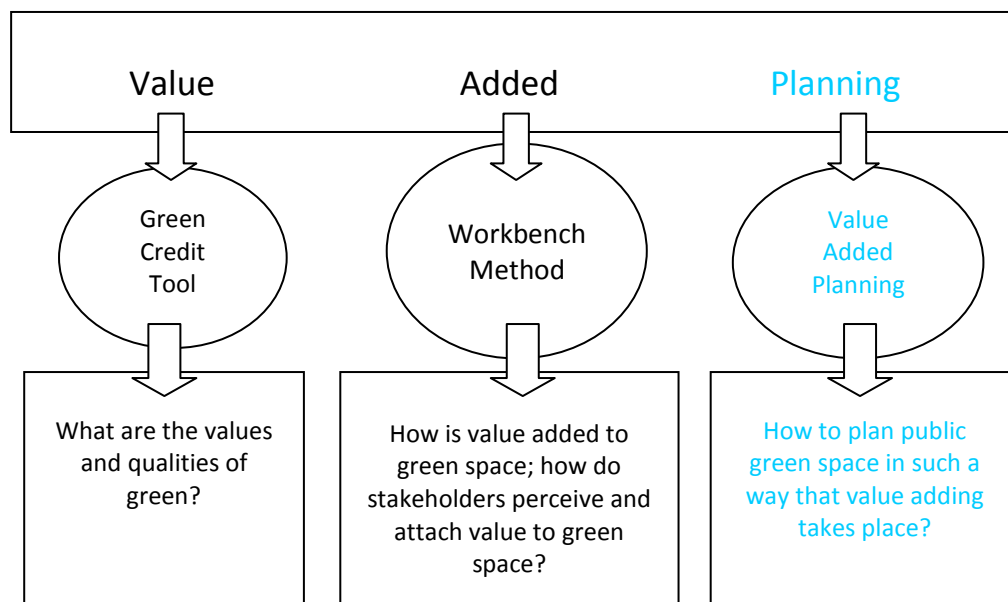 Value Added Planning
Green
Credit
Tool
Workbench
Method
Value
Added
Planning
What are the values
and qualities of
green?
How is value added to
green space; how do
stakeholders perceive and
attach value to green
space?
How to plan public
green space in such a
way that value adding
takes place?